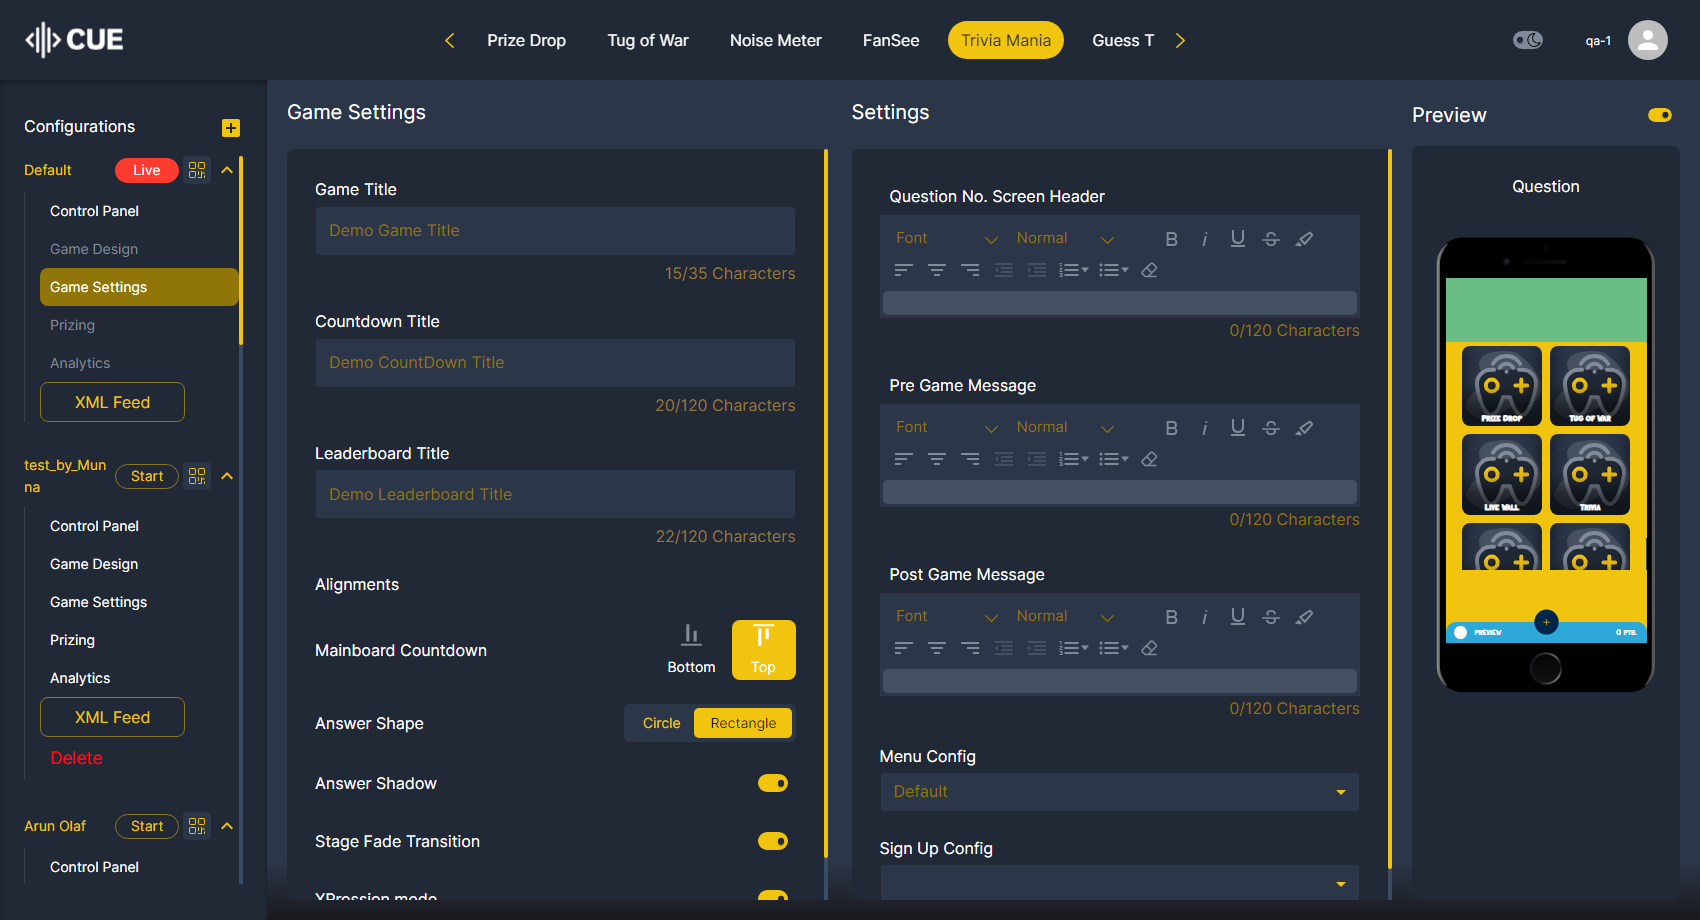 CUE
Prize Drop
Tug of War
Noise Meter
FanSee
Trivia Mania
Guess T
qa-1
Configurations
Default
Live
Control Panel
Game Design
Game Settings
Prizing
Analytics
XML Feed
test_by_Mun
na
Start
Control Panel
Game Design
Game Settings
Prizing
Analytics
XML Feed
Delete
Arun Olaf
Start
Control Panel
Game Settings
Game Title
Demo Game Title
15/35 Characters
Countdown Title
Demo CountDown Title
20/120 Characters
Leaderboard Title
Demo Leaderboard Title
22/120 Characters
Alignments
Mainboard Countdown
Bottom
Top
Answer Shape
Circle
Rectangle
Answer Shadow
Stage Fade Transition
XPression mode
Settings
Question No. Screen Header
Font
Normal
0/120 Characters
Pre Game Message
Font
Normal
0/120 Characters
Post Game Message
Font
Normal
0/120 Characters
Menu Config
Default
Sign Up Config
Preview
Question
Prize Drop
Tug of War
Live Wall
Trivia
PREVIEW
0 PTS.